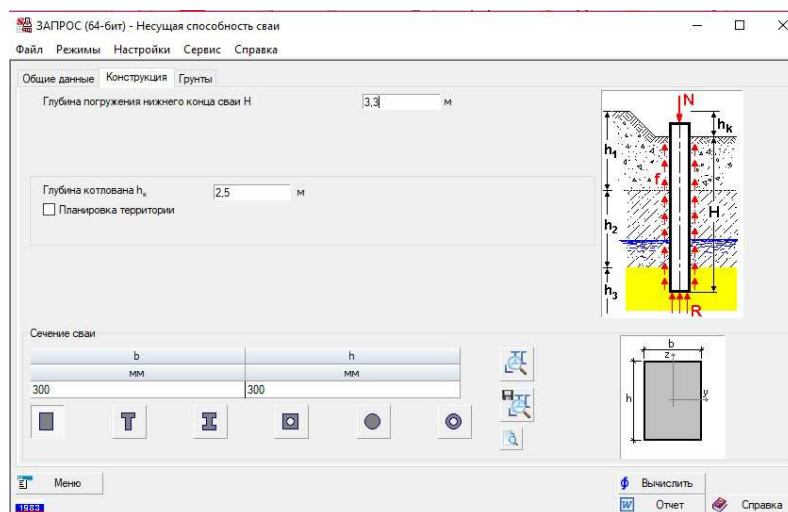 ЗАПРОС (64-бит) - Несущая способность сваи
Файл Режимы Настройки Сервис Справка
Общие данные Конструкция Грунты
Глубина погружения нижнего конца сваи H 3,3 м
Глубина котлована hк 2,5 м
Планировка территории
N
hк
h1
f
h2
H
h3
R
Сечение сваи
b h
мм мм
300 300
b
z
h
y
Меню
Вычислить
1983
Отчет Справка